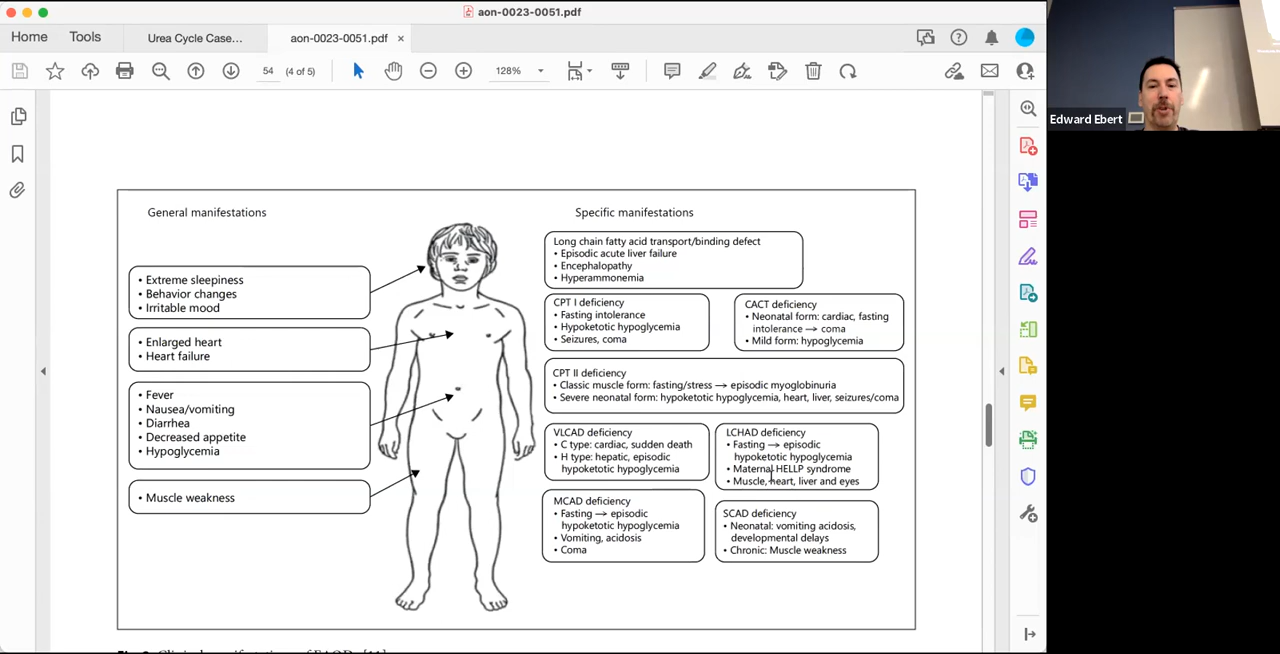 aon-0023-0051.pdf
Home
Tools
Urea Cycle Case...
aon-0023-0051.pdf
54
(4 of 5)
128%
Edward Ebert
General manifestations
• Extreme sleepiness
• Behavior changes
• Irritable mood
• Enlarged heart
• Heart failure
• Fever
• Nausea/vomiting
• Diarrhea
• Decreased appetite
• Hypoglycemia
• Muscle weakness
Specific manifestations
Long chain fatty acid transport/binding defect
• Episodic acute liver failure
• Encephalopathy
• Hyperammonemia
CPT I deficiency
• Fasting intolerance
• Hypoketotic hypoglycemia
• Seizures, coma
CACT deficiency
• Neonatal form: cardiac, fasting
intolerance → coma
• Mild form: hypoglycemia
CPT II deficiency
• Classic muscle form: fasting/stress → episodic myoglobinuria
• Severe neonatal form: hypoketotic hypoglycemia, heart, liver, seizures/coma
VLCAD deficiency
• C type: cardiac, sudden death
• H type: hepatic, episodic
hypoketotic hypoglycemia
LCHAD deficiency
• Fasting → episodic
hypoketotic hypoglycemia
• Maternal HELLP syndrome
• Muscle, heart, liver and eyes
MCAD deficiency
• Fasting → episodic
hypoketotic hypoglycemia
• Vomiting, acidosis
• Coma
SCAD deficiency
• Neonatal: vomiting acidosis,
developmental delays
• Chronic: Muscle weakness